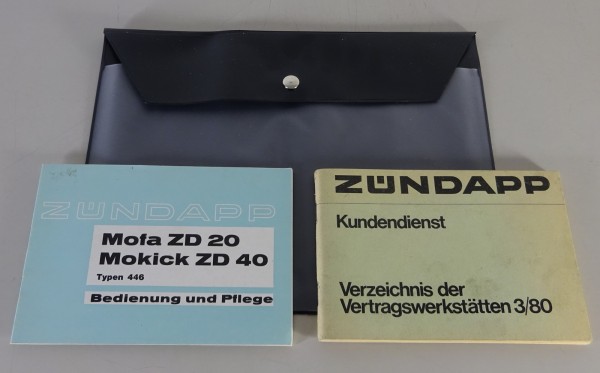 ZÜNDAPP
Mofa ZD 20
Mokick ZD 40
Typen 446
Bedienung und Pflege
ZÜNDAPP
Kundendienst
Verzeichnis der
Vertragswerkstätten 3/80